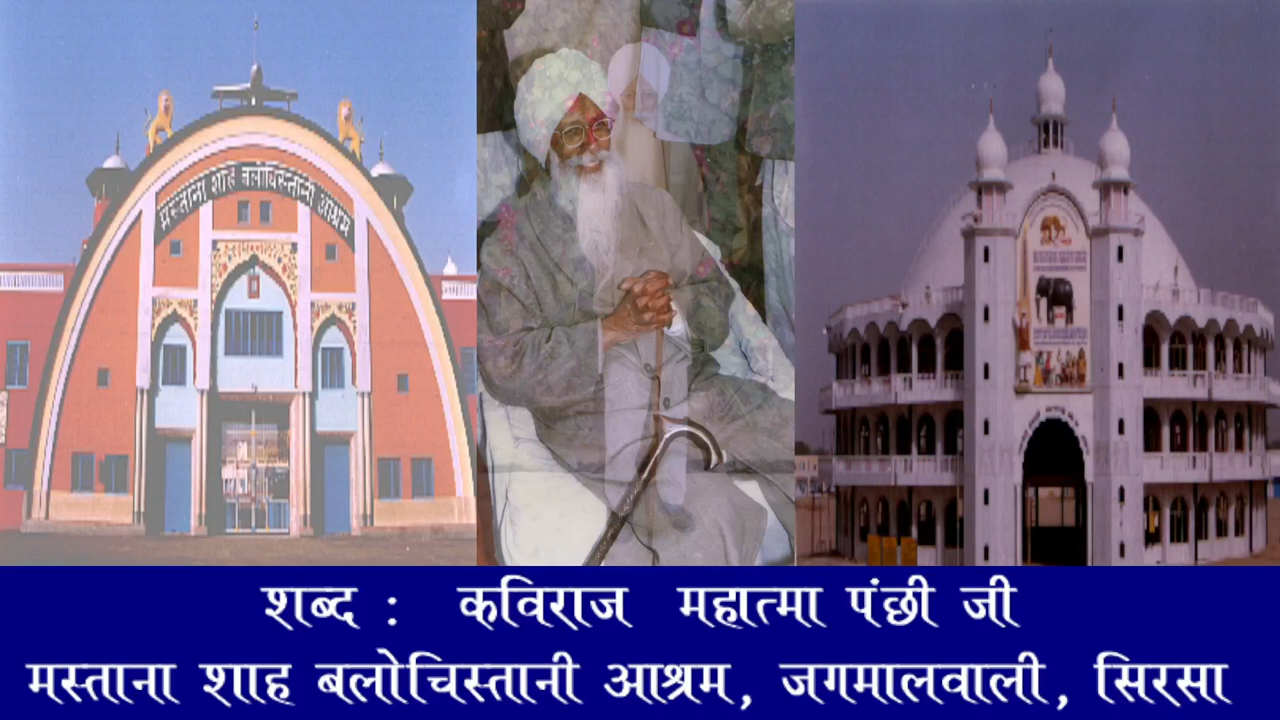 मस्ताना शाह बलोचिस्तानी आश्रम
शब्द : कविराज महात्मा पंछी जी
मस्ताना शाह बलोचिस्तानी आश्रम, जगमालवाली, सिरसा